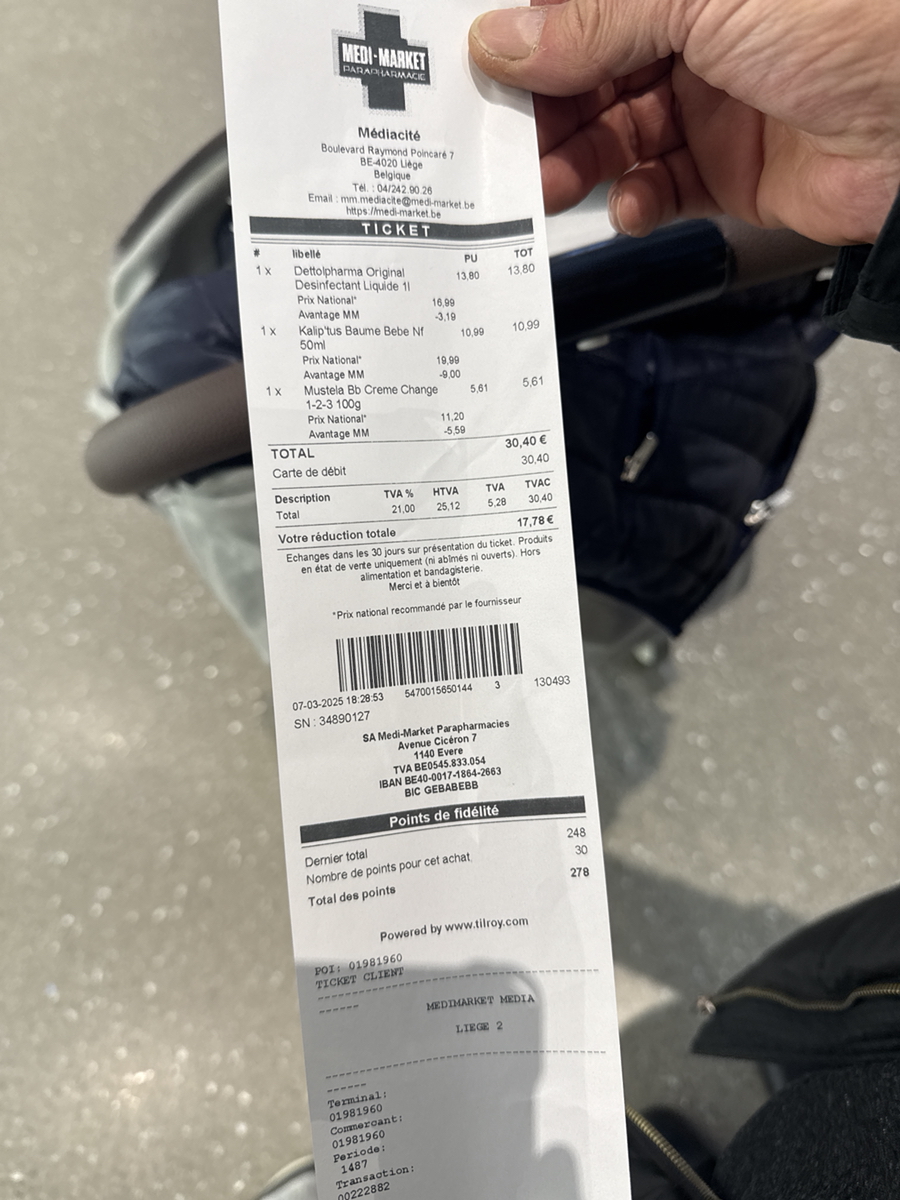 MEDI-MARKET
PARAPHARMACIE
Médiacité
Boulevard Raymond Poincaré 7
BE-4020 Liège
Belgique
Tél. : 04/242.90.26
Email : mm.mediacite@medi-market.be
https://medi-market.be
TICKET
# libellé PU TOT
1 x Dettolpharma Original 13,80 13,80
Desinfectant Liquide 1l
Prix National* 16,99
Avantage MM -3,19
1 x Kalip'tus Baume Bebe Nf 10,99 10,99
50ml
Prix National* 19,99
Avantage MM -9,00
1 x Mustela Bb Creme Change 5,61 5,61
1-2-3 100g
Prix National* 11,20
Avantage MM -5,59
TOTAL 30,40 €
Carte de débit 30,40
Description TVA % HTVA TVA TVAC
Total 21,00 25,12 5,28 30,40
Votre réduction totale 17,78 €
Echanges dans les 30 jours sur présentation du ticket. Produits
en état de vente uniquement (ni abîmés ni ouverts). Hors
alimentation et bandagisterie.
Merci et à bientôt
*Prix national recommandé par le fournisseur
07-03-2025 18:28:53 5470015650144 3 130493
SN : 34890127
SA Medi-Market Parapharmacies
Avenue Cicéron 7
1140 Evere
TVA BE0545.833.054
IBAN BE40-0017-1864-2663
BIC GEBABEBB
Points de fidélité
Dernier total 248
Nombre de points pour cet achat 30
Total des points 278
Powered by www.tilroy.com
POI: 01981960
TICKET CLIENT
--------------------------------
------
MEDIMARKET MEDIA
LIEGE 2
--------------------------------
------
Terminal:
01981960
Commercant:
01981960
Periode:
1487
Transaction:
00222882